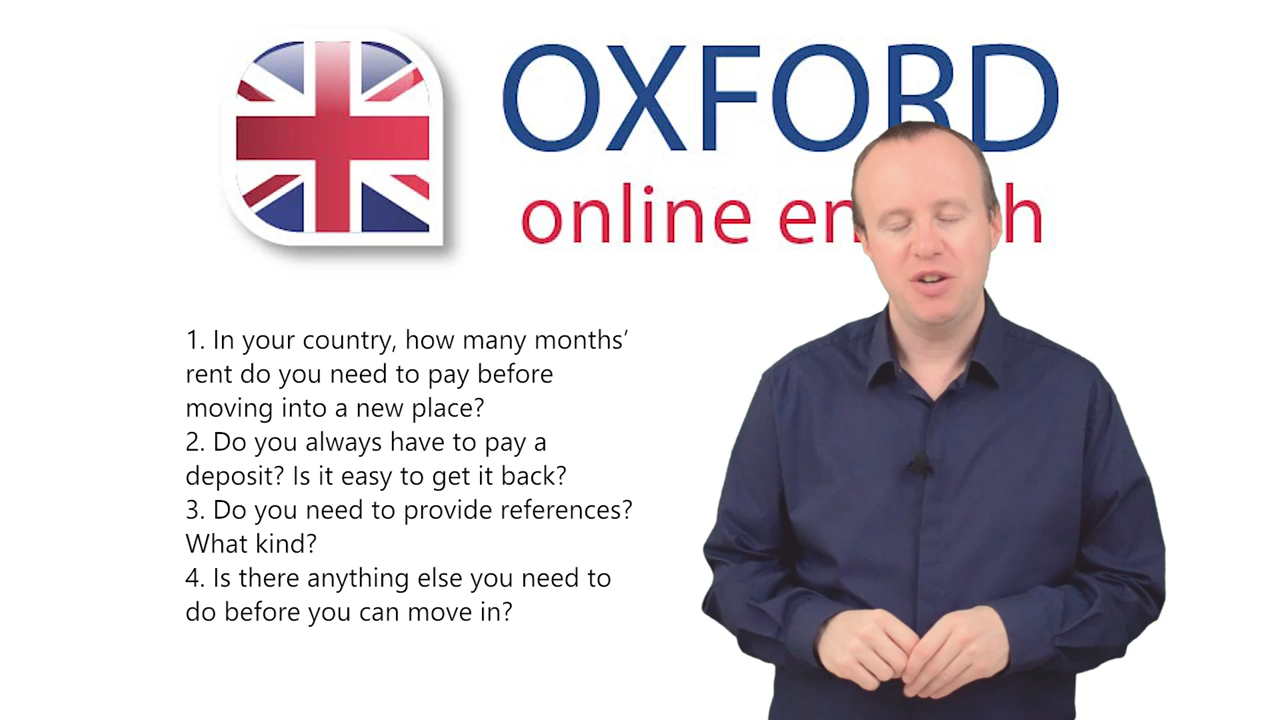 OXFORD
online en h
1. In your country, how many months’
rent do you need to pay before
moving into a new place?
2. Do you always have to pay a
deposit? Is it easy to get it back?
3. Do you need to provide references?
What kind?
4. Is there anything else you need to
do before you can move in?